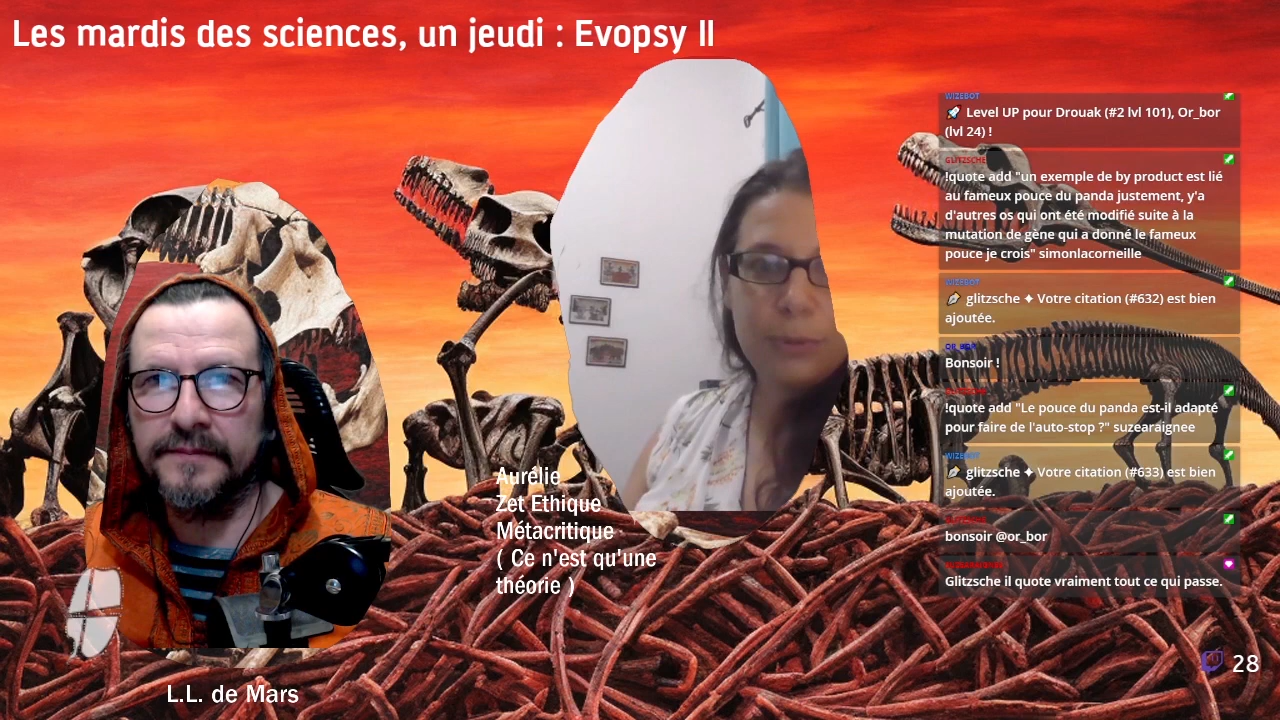 Les mardis des sciences, un jeudi : Evopsy II
WIZEBOT
Level UP pour Drouak (#2 lvl 101), Or_bor
(lvl 24) !
GLITZSCHE
!quote add "un exemple de by product est lié
au fameux pouce du panda justement, y'a
d'autres os qui ont été modifié suite à la
mutation de gène qui a donné le fameux
pouce je crois" simonlacorneille
WIZEBOT
glitzsche ✦ Votre citation (#632) est bien
ajoutée.
OR_BOR
Bonsoir !
GLITZSCHE
!quote add "Le pouce du panda est-il adapté
pour faire de l'auto-stop ?" suzearaignee
WIZEBOT
glitzsche ✦ Votre citation (#633) est bien
ajoutée.
bonsoir @or_bor
Glitzsche il quote vraiment tout ce qui passe.
Aurélie
Zet Ethique
Métacritique
( Ce n'est qu'une
théorie )
28
L.L. de Mars